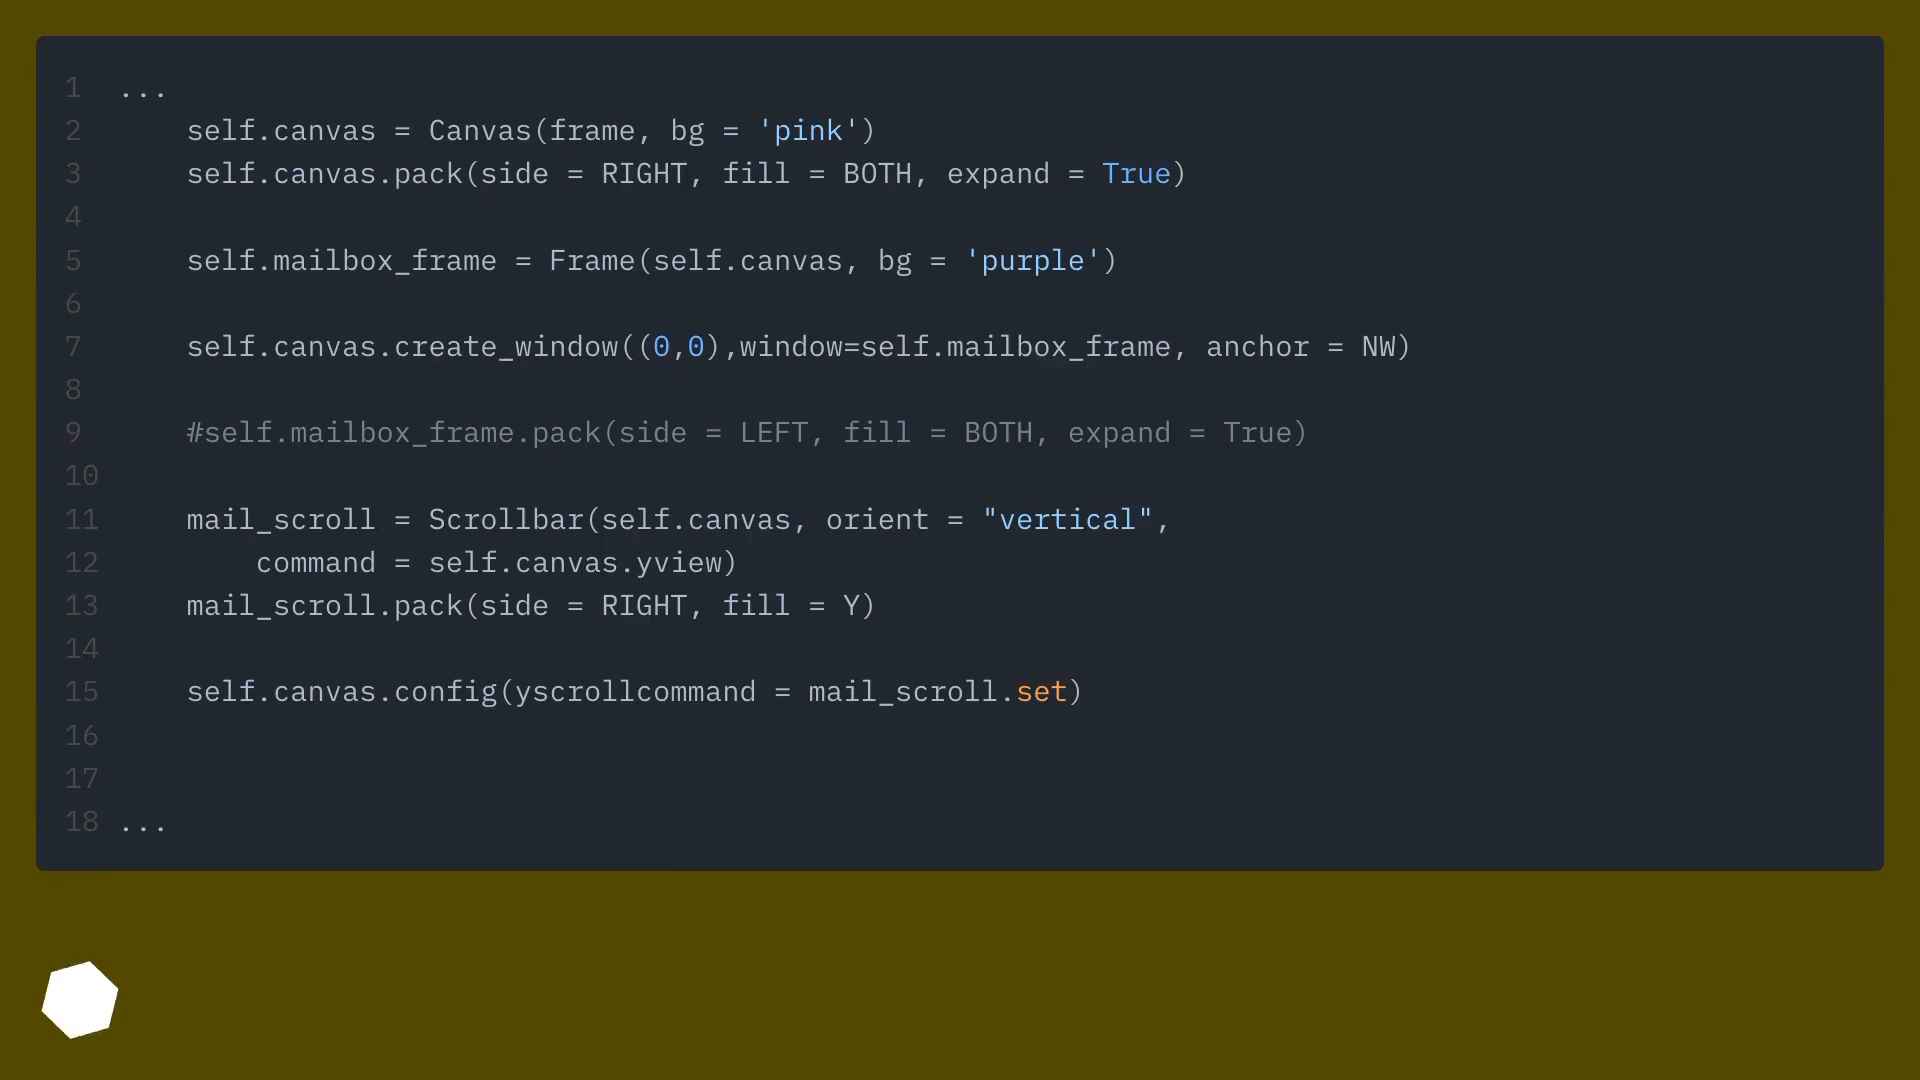 1 ...
2 self.canvas = Canvas(frame, bg = 'pink')
3 self.canvas.pack(side = RIGHT, fill = BOTH, expand = True)
4
5 self.mailbox_frame = Frame(self.canvas, bg = 'purple')
6
7 self.canvas.create_window((0,0),window=self.mailbox_frame, anchor = NW)
8
9 #self.mailbox_frame.pack(side = LEFT, fill = BOTH, expand = True)
10
11 mail_scroll = Scrollbar(self.canvas, orient = "vertical",
12 command = self.canvas.yview)
13 mail_scroll.pack(side = RIGHT, fill = Y)
14
15 self.canvas.config(yscrollcommand = mail_scroll.set)
16
17
18 ...